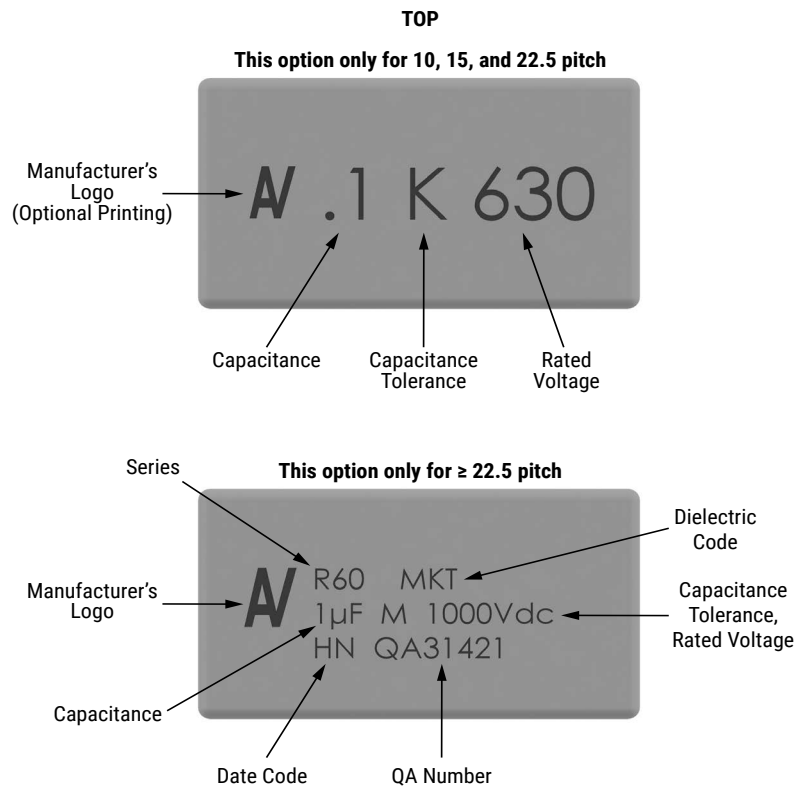 TOP
This option only for 10, 15, and 22.5 pitch
Manufacturer's
Logo
(Optional Printing)
.1 K 630
Capacitance
Capacitance
Tolerance
Rated
Voltage
Series
This option only for ≥ 22.5 pitch
Dielectric
Code
R60 MKT
Manufacturer's
Logo
1µF M 1000Vdc
Capacitance
Tolerance,
Rated Voltage
HN QA31421
Capacitance
Date Code
QA Number